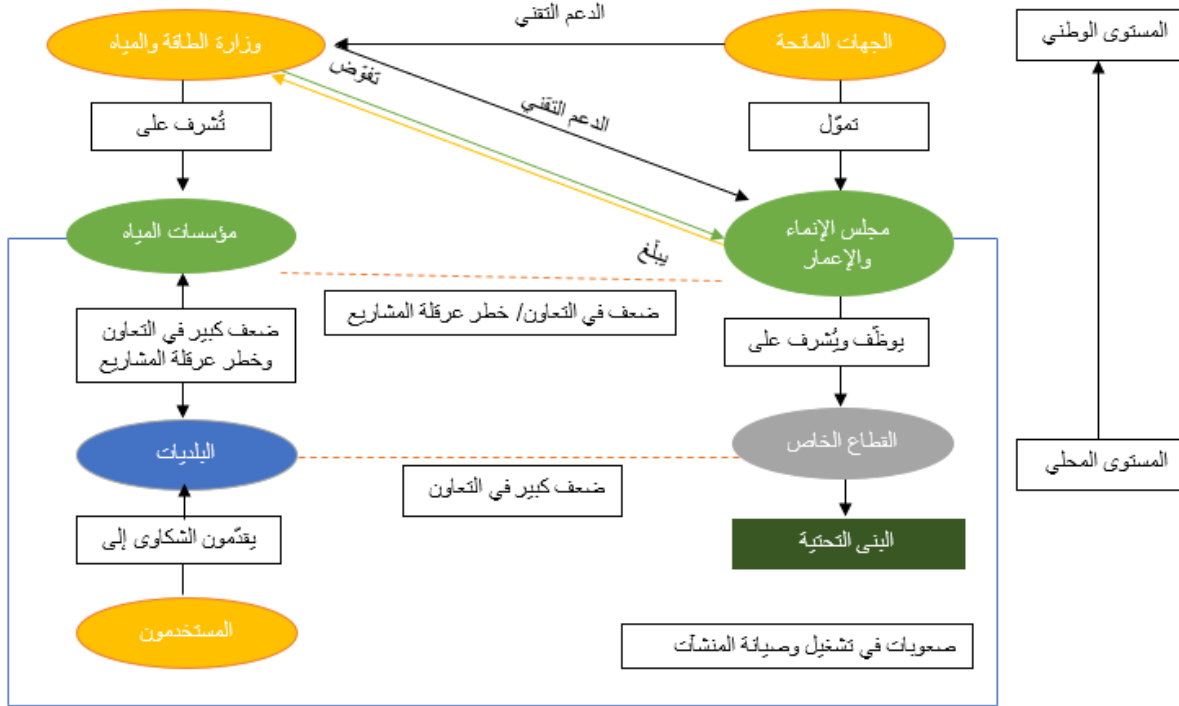 الدعم التقني
المستوى الوطني
الجهات المانحة
وزارة الطاقة والمياه
تفوّض
الدعم التقني
تموّل
تُشرف على
مجلس الإنماء
والإعمار
مؤسسات المياه
يبلّغ
ضعف في التعاون/ خطر عرقلة المشاريع
يوظّف ويُشرف على
ضعف كبير في التعاون
وخطر عرقلة المشاريع
القطاع الخاص
البلديات
المستوى المحلي
ضعف كبير في التعاون
يقدّمون الشكاوى إلى
البنى التحتية
المستخدمون
صعوبات في تشغيل وصيانة المنشآت